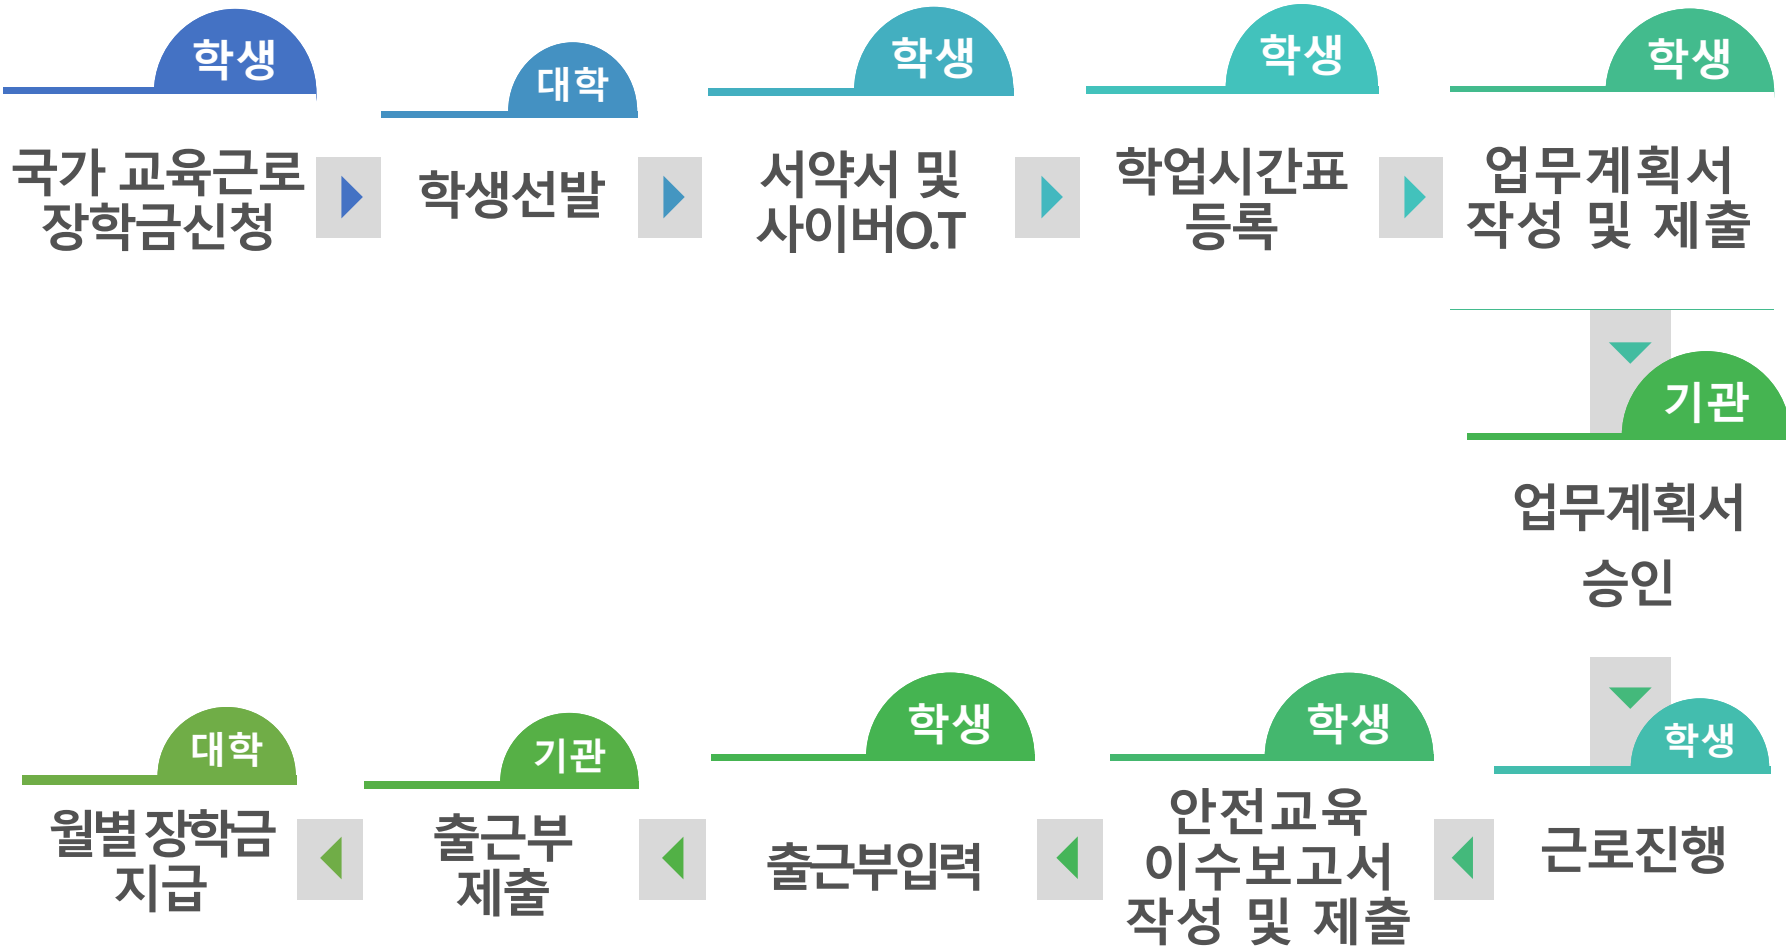 학생
국가 교육근로
장학금신청
대학
학생선발
학생
서약서 및
사이버O.T
학생
학업시간표
등록
학생
업무계획서
작성 및 제출
기관
업무계획서
승인
학생
근로진행
학생
안전교육
이수보고서
작성 및 제출
학생
출근부입력
기관
출근부
제출
대학
월별 장학금
지급